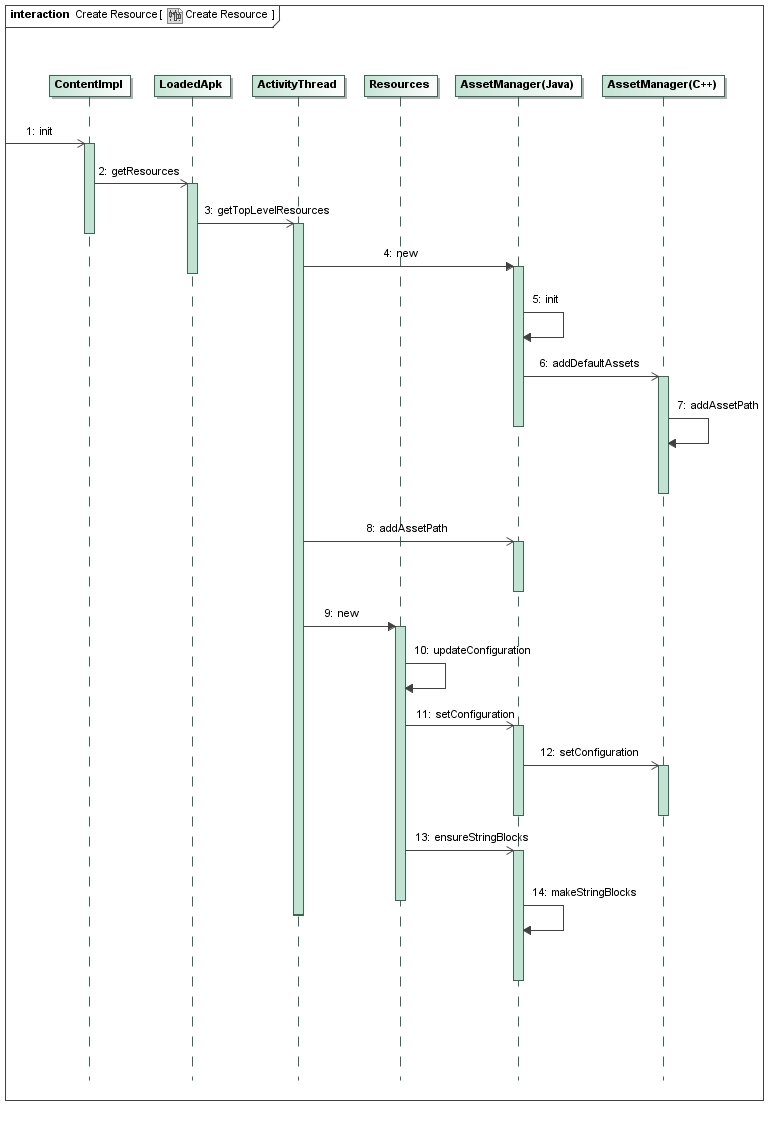 interaction Create Resource [ Create Resource ]
ContentImpl LoadedApk ActivityThread Resources AssetManager(Java) AssetManager(C++)
1: init
2: getResources
3: getTopLevelResources
4: new
5: init
6: addDefaultAssets
7: addAssetPath
8: addAssetPath
9: new
10: updateConfiguration
11: setConfiguration
12: setConfiguration
13: ensureStringBlocks
14: makeStringBlocks